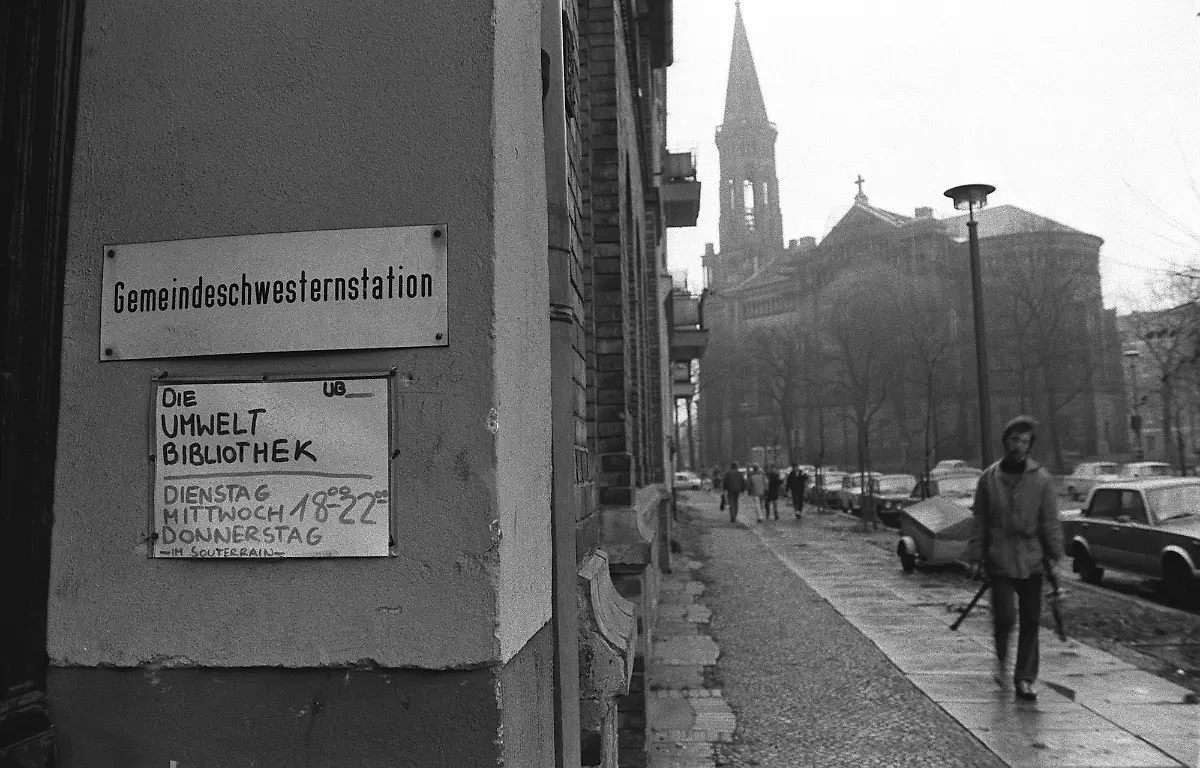 Gemeindeschwesternstation
UB
DIE
UMWELT
BIBLIOTHEK
DIENSTAG
MITTWOCH 18⁰⁰-22⁰⁰
DONNERSTAG
-IM SOUTERRAIN-